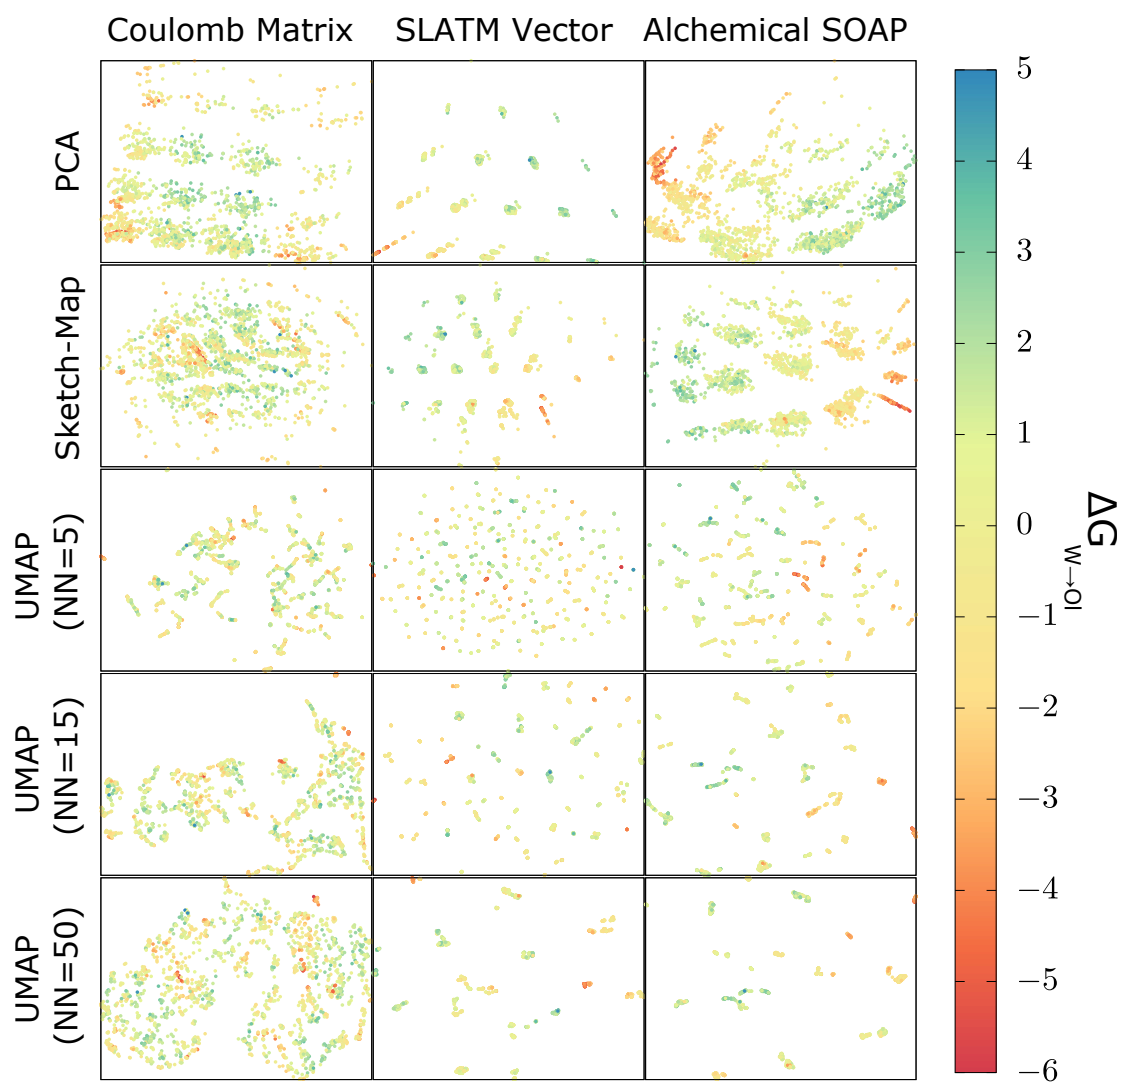 Coulomb Matrix SLATM Vector Alchemical SOAP
PCA
Sketch-Map
UMAP
(NN=5)
UMAP
(NN=15)
UMAP
(NN=50)
5
4
3
2
1
0
−1
−2
−3
−4
−5
−6
ΔG W→Ol